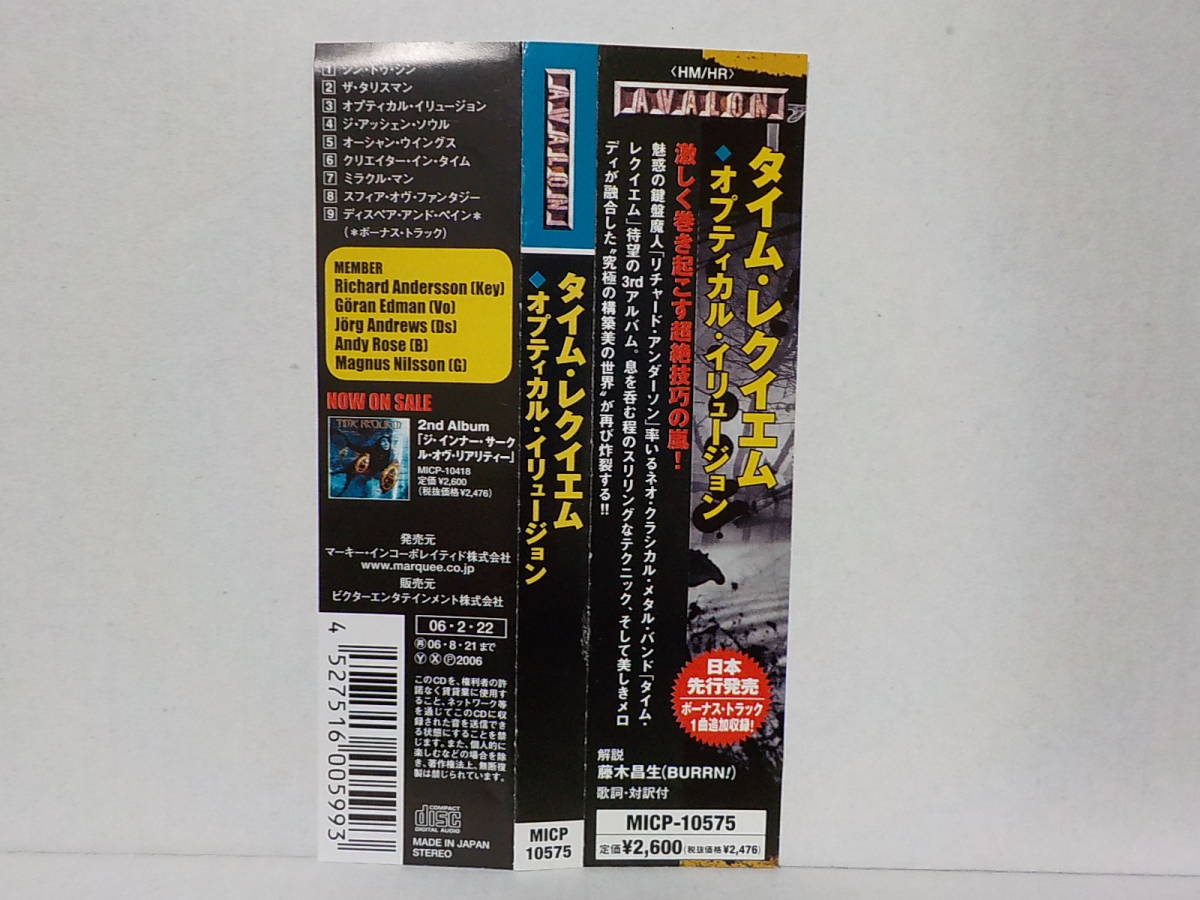 1 シン・トゥ・シン
2 ザ・タリスマン
3 オプティカル・イリュージョン
4 ジ・アッシェン・ソウル
5 オーシャン・ウイングス
6 クリエイター・イン・タイム
7 ミラクル・マン
8 スフィア・オヴ・ファンタジー
9 ディスペア・アンド・ペイン*
(*ボーナス・トラック)
MEMBER
Richard Andersson (Key)
Göran Edman (Vo)
Jörg Andrews (Ds)
Andy Rose (B)
Magnus Nilsson (G)
NOW ON SALE
TIME REQUIEM
2nd Album
「ジ・インナー・サーク
ル・オヴ・リアリティー」
MICP-10418
定価¥2,600
(税抜価格¥2,476)
発売元
マーキー・インコーポレイティド株式会社
www.marquee.co.jp
販売元
ビクターエンタテインメント株式会社
4527516005993
06・2・22
再06・8・21まで
Ⓨ Ⓧ Ⓟ2006
このCDを、権利者の許
諾なく賃貸業に使用す
ること、ネットワーク等
を通じてこのCDに収録
された音を送信でき
る状態にすることを禁
じます。また、個人的に
楽しむなどの場合を除
き、著作権法上、無断複
製は禁じられています。
COMPACT
disc
DIGITAL AUDIO
MADE IN JAPAN
STEREO
AVALON
タイム・レクイエム
◆オプティカル・イリュージョン
MICP
10575
〈HM/HR〉
AVALON
タイム・レクイエム
◆オプティカル・イリュージョン
激しく巻き起こす超絶技巧の嵐!
魅惑の鍵盤魔人「リチャード・アンダーソン」率いるネオ・クラシカル・メタル・バンド「タイム・
レクイエム」待望の3rdアルバム。息を呑む程のスリリングなテクニック、そして美しきメロ
ディが融合した“究極の構築美の世界”が再び炸裂する!!
日本
先行発売
ボーナス・トラック
1曲追加収録!
解説
藤木昌生(BURRN!)
歌詞・対訳付
MICP-10575
定価¥2,600(税抜価格¥2,476)